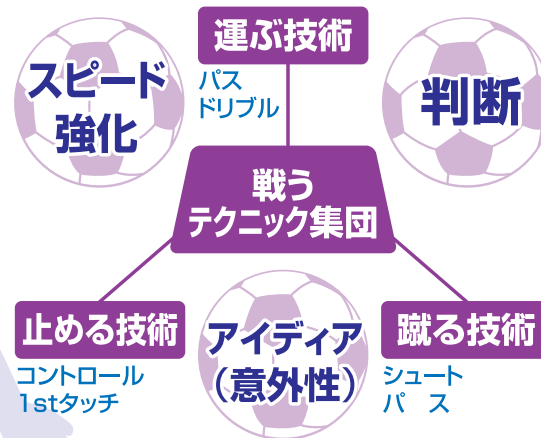 運ぶ技術
パス
ドリブル
スピード
強化
判断
戦う
テクニック集団
止める技術
コントロール
1stタッチ
アイディア
（意外性）
蹴る技術
シュート
パ　ス